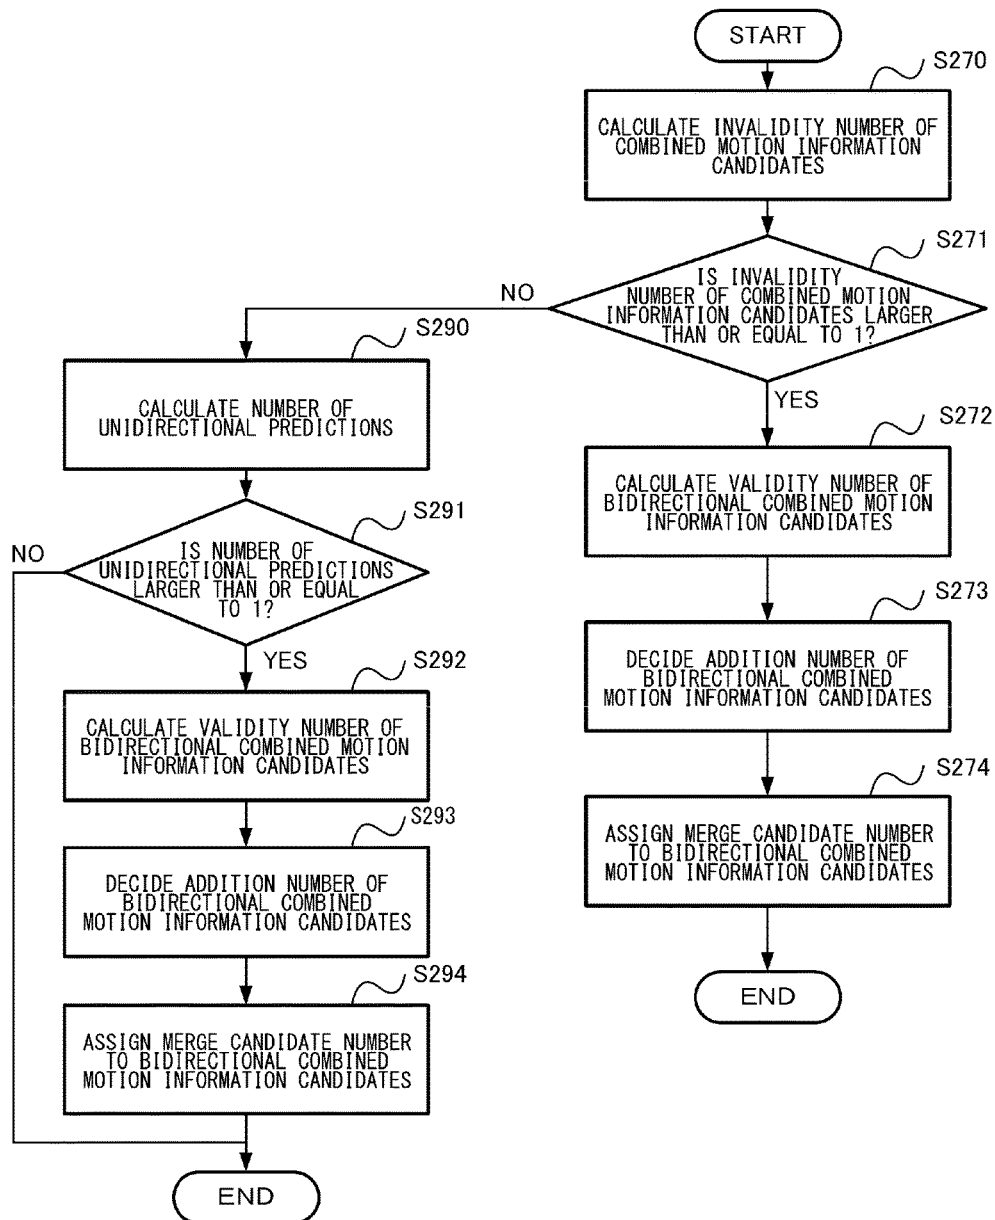 START
S270
CALCULATE INVALIDITY NUMBER OF
COMBINED MOTION INFORMATION
CANDIDATES
S271
IS INVALIDITY
NUMBER OF COMBINED MOTION
INFORMATION CANDIDATES LARGER
THAN OR EQUAL TO 1?
NO
YES
S290
CALCULATE NUMBER OF
UNIDIRECTIONAL PREDICTIONS
S291
IS NUMBER OF
UNIDIRECTIONAL PREDICTIONS
LARGER THAN OR EQUAL
TO 1?
NO
YES
S292
CALCULATE VALIDITY NUMBER OF
BIDIRECTIONAL COMBINED MOTION
INFORMATION CANDIDATES
S293
DECIDE ADDITION NUMBER OF
BIDIRECTIONAL COMBINED
MOTION INFORMATION CANDIDATES
S294
ASSIGN MERGE CANDIDATE NUMBER
TO BIDIRECTIONAL COMBINED
MOTION INFORMATION CANDIDATES
END
S272
CALCULATE VALIDITY NUMBER OF
BIDIRECTIONAL COMBINED MOTION
INFORMATION CANDIDATES
S273
DECIDE ADDITION NUMBER OF
BIDIRECTIONAL COMBINED
MOTION INFORMATION CANDIDATES
S274
ASSIGN MERGE CANDIDATE NUMBER
TO BIDIRECTIONAL COMBINED
MOTION INFORMATION CANDIDATES
END